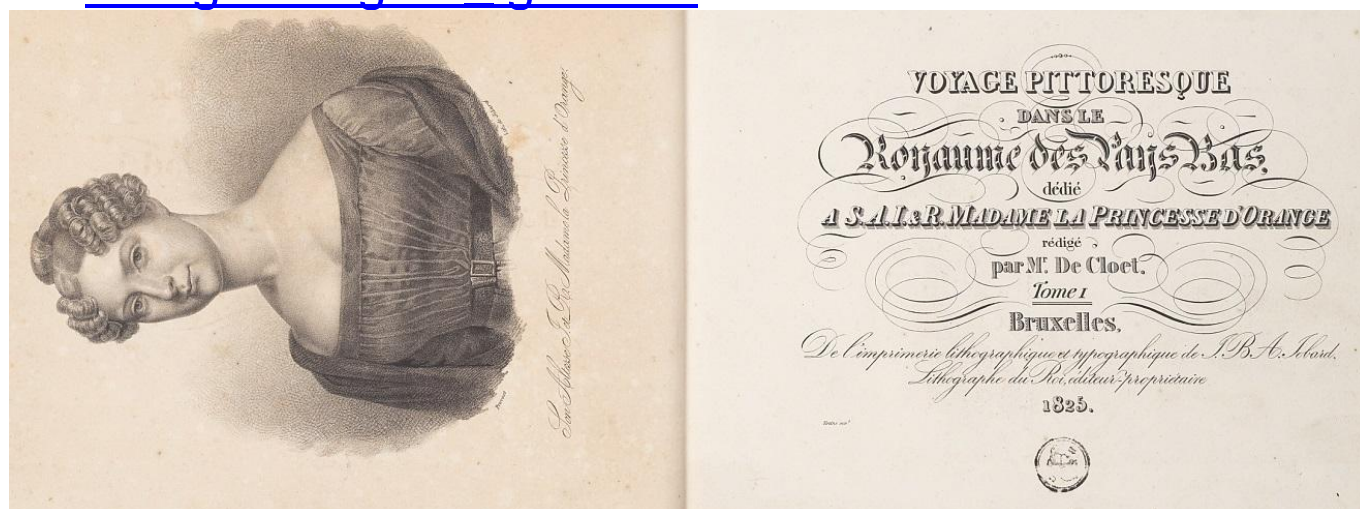 Son Altesse I. et R. Madame la Princesse d'Orange.
VOYAGE PITTORESQUE
DANS LE
Royaume des Pays Bas,
dédié
A S.A.I. & R. MADAME LA PRINCESSE D'ORANGE
rédigé
par Mr. De Cloet,
Tome 1
Bruxelles,
De l'imprimerie lithographique et typographique de J. B. A. Jobard,
Lithographe du Roi, éditeur-propriétaire
1825.